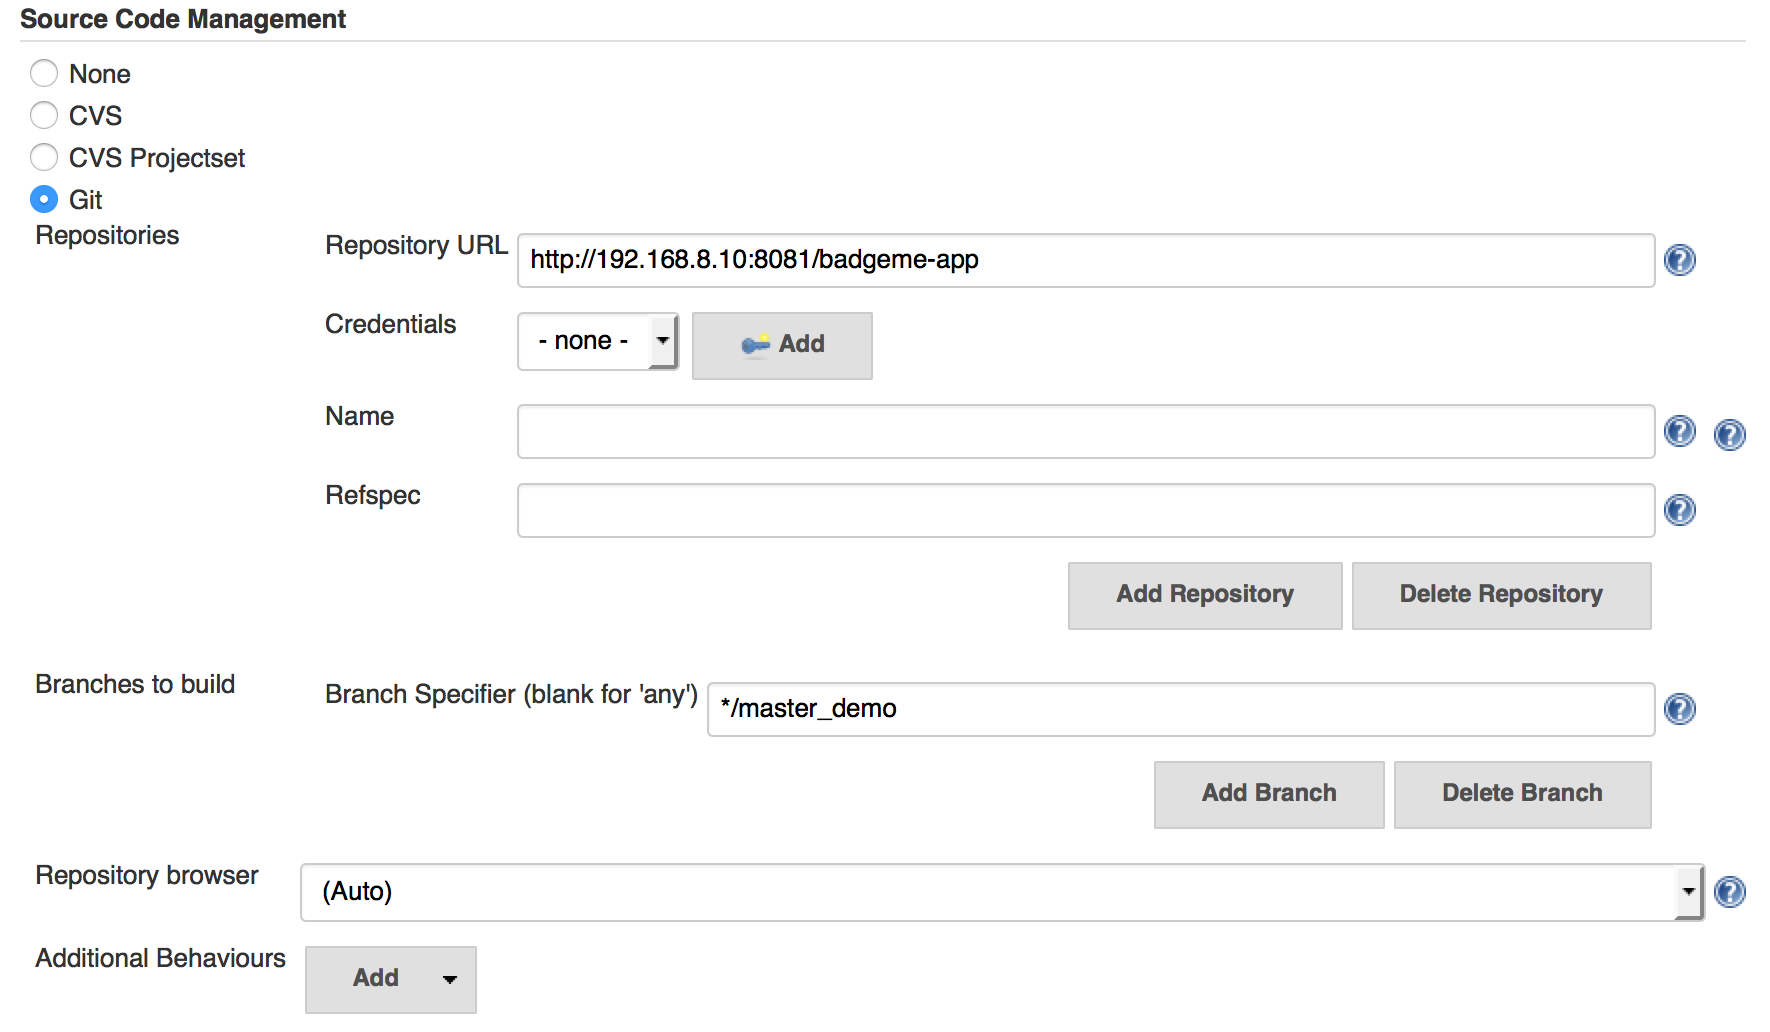 Source Code Management
None
CVS
CVS Projectset
Git
Repositories
Repository URL http://192.168.8.10:8081/badgeme-app
Credentials - none - Add
Name
Refspec
Add Repository Delete Repository
Branches to build Branch Specifier (blank for 'any') */master_demo
Add Branch Delete Branch
Repository browser (Auto)
Additional Behaviours Add